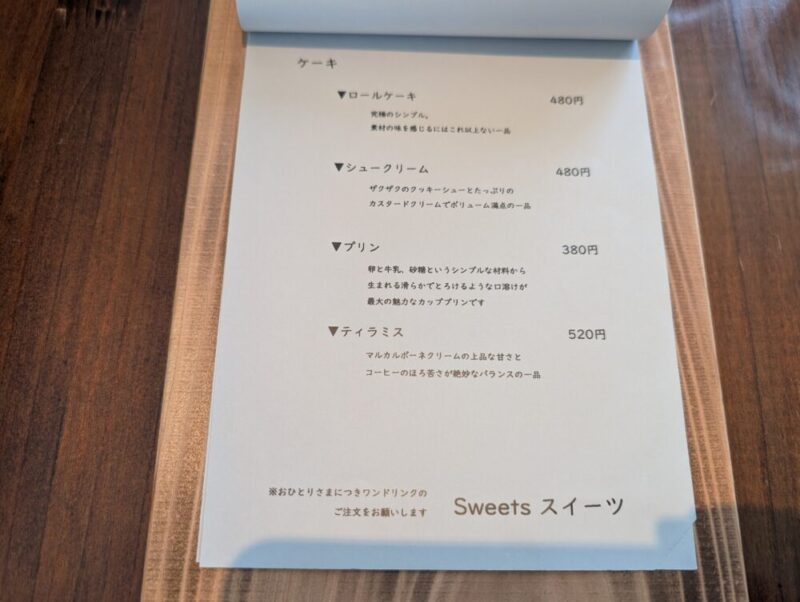 ケーキ
▼ロールケーキ 480円
究極のシンプル。
素材の味を感じるにはこれ以上ない一品
▼シュークリーム 480円
ザクザクのクッキーシューとたっぷりの
カスタードクリームでボリューム満点の一品
▼プリン 380円
卵と牛乳、砂糖というシンプルな材料から
生まれる滑らかでとろけるような口溶けが
最大の魅力なカッププリンです
▼ティラミス 520円
マルカルポーネクリームの上品な甘さと
コーヒーのほろ苦さが絶妙なバランスの一品
※おひとりさまにつきワンドリングの
ご注文をお願いします
Sweets スイーツ